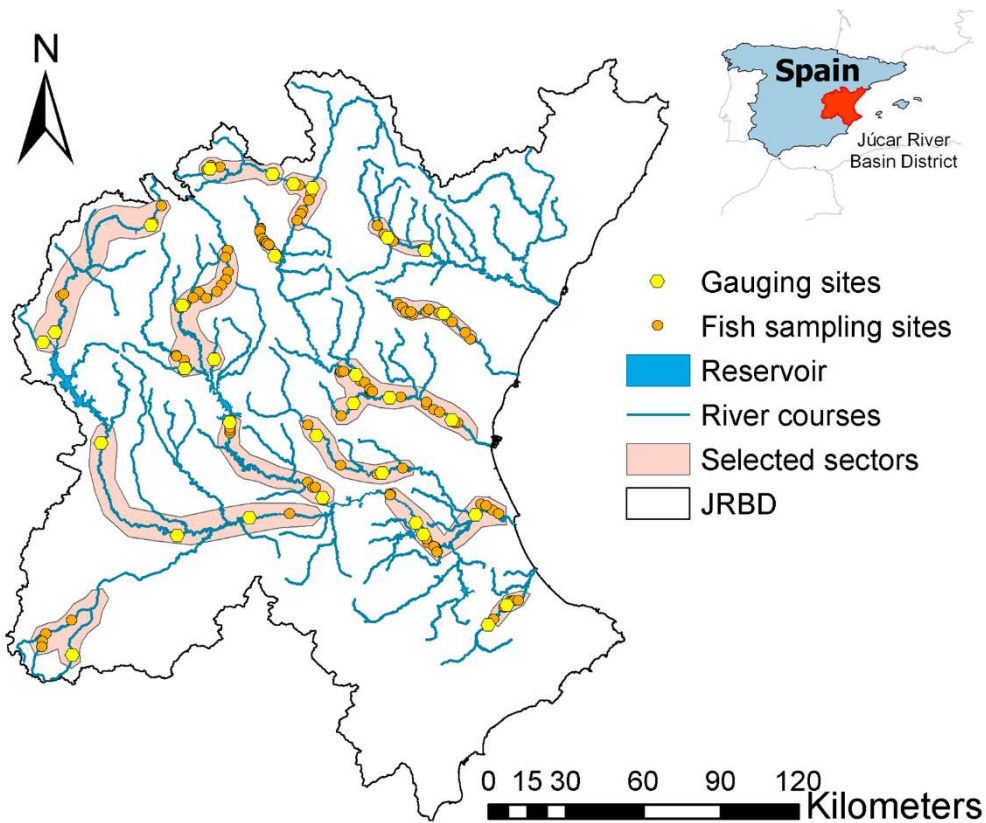 N
Spain
Júcar River
Basin District
Gauging sites
Fish sampling sites
Reservoir
River courses
Selected sectors
JRBD
0 15 30 60 90 120
Kilometers